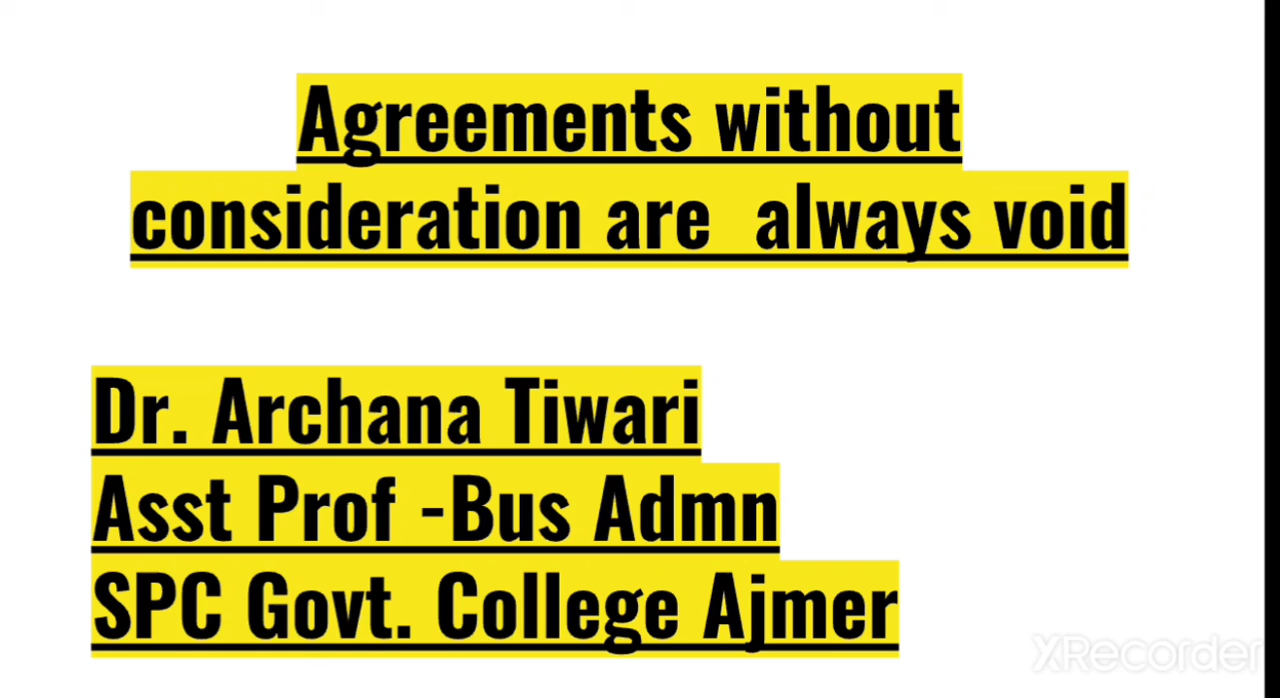 Agreements without
consideration are always void
Dr. Archana Tiwari
Asst Prof -Bus Admn
SPC Govt. College Ajmer
XRecorder